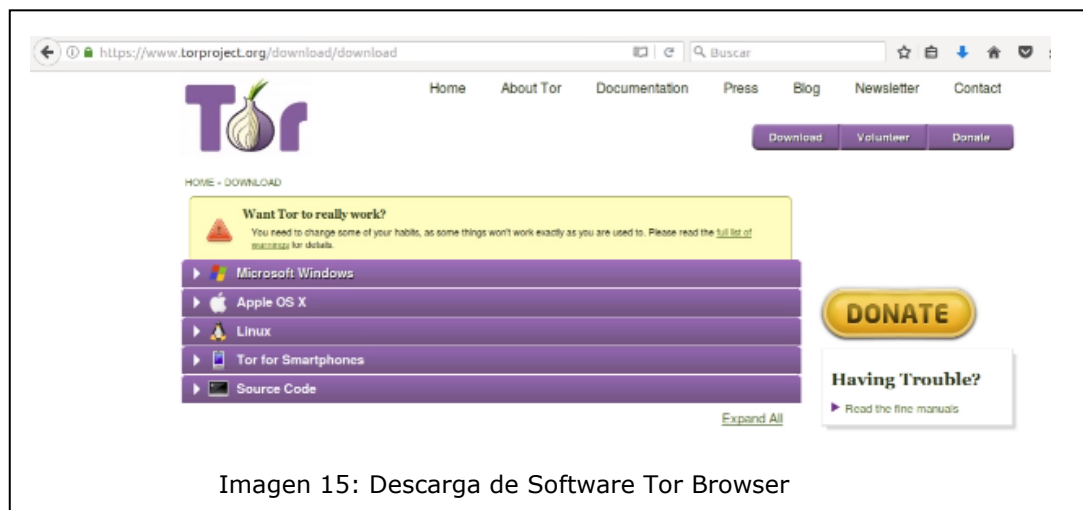 https://www.torproject.org/download/download
Buscar
Tor
Home About Tor Documentation Press Blog Newsletter Contact
Download Volunteer Donate
HOME » DOWNLOAD
Want Tor to really work?
You need to change some of your habits, as some things won't work exactly as you are used to. Please read the full list of
warnings for details.
Microsoft Windows
Apple OS X
Linux
Tor for Smartphones
Source Code
Expand All
DONATE
Having Trouble?
Read the fine manuals
Imagen 15: Descarga de Software Tor Browser